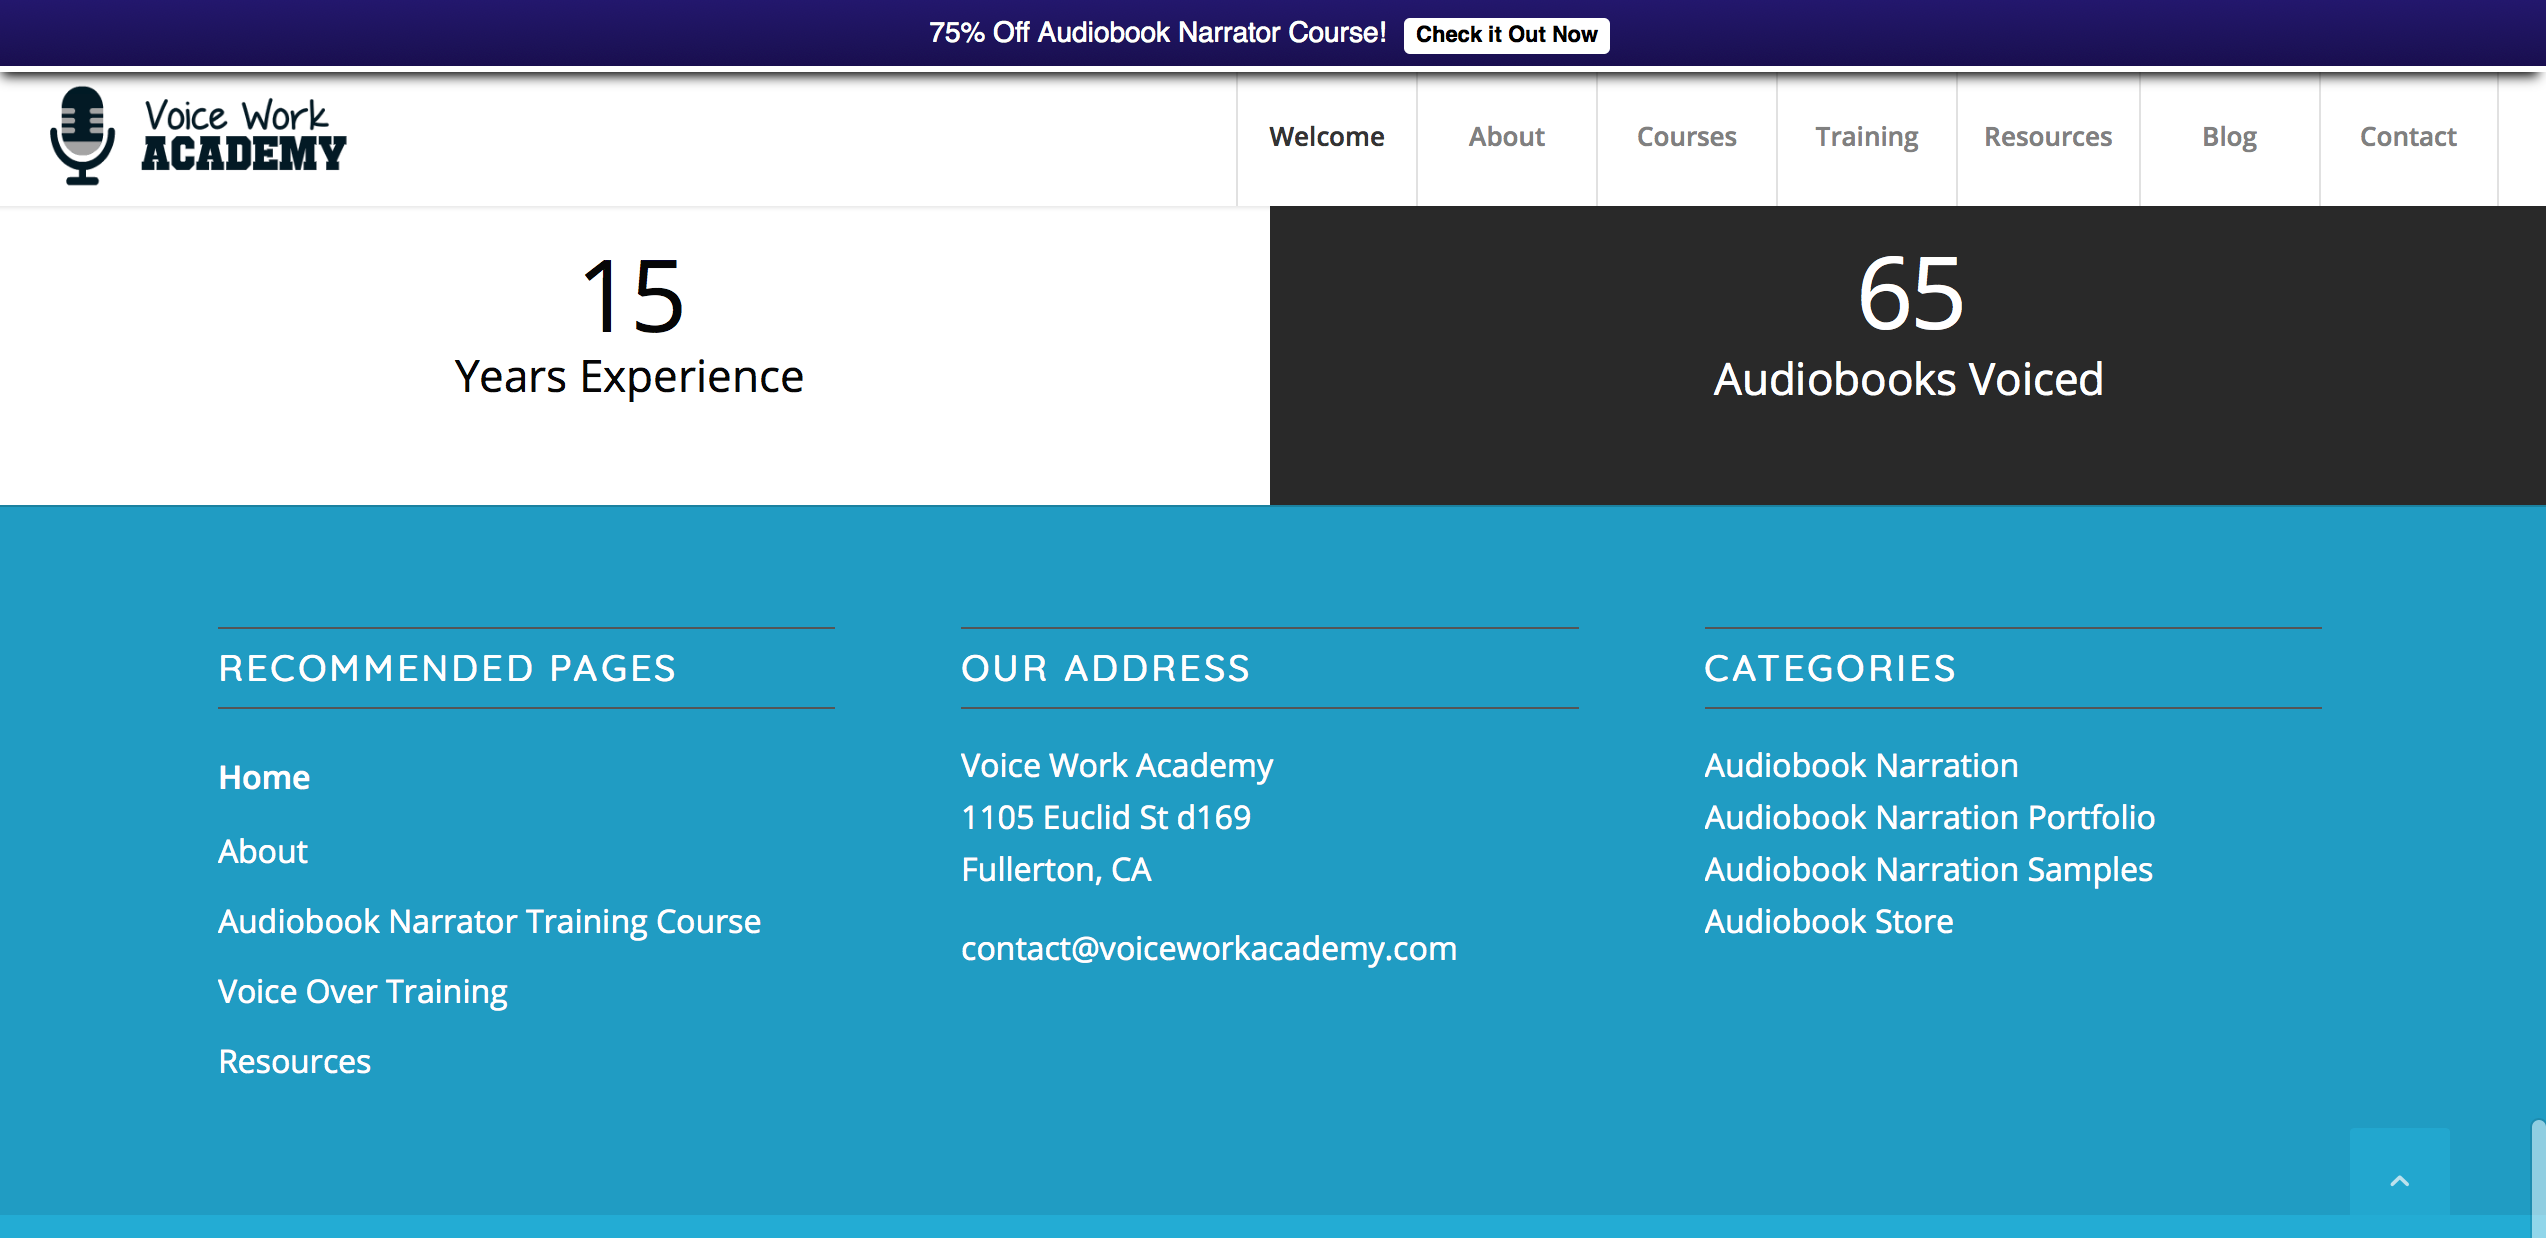 75% Off Audiobook Narrator Course! Check it Out Now
Voice Work
ACADEMY
Welcome
About
Courses
Training
Resources
Blog
Contact
15
Years Experience
65
Audiobooks Voiced
RECOMMENDED PAGES
Home
About
Audiobook Narrator Training Course
Voice Over Training
Resources
OUR ADDRESS
Voice Work Academy
1105 Euclid St d169
Fullerton, CA
contact@voiceworkacademy.com
CATEGORIES
Audiobook Narration
Audiobook Narration Portfolio
Audiobook Narration Samples
Audiobook Store